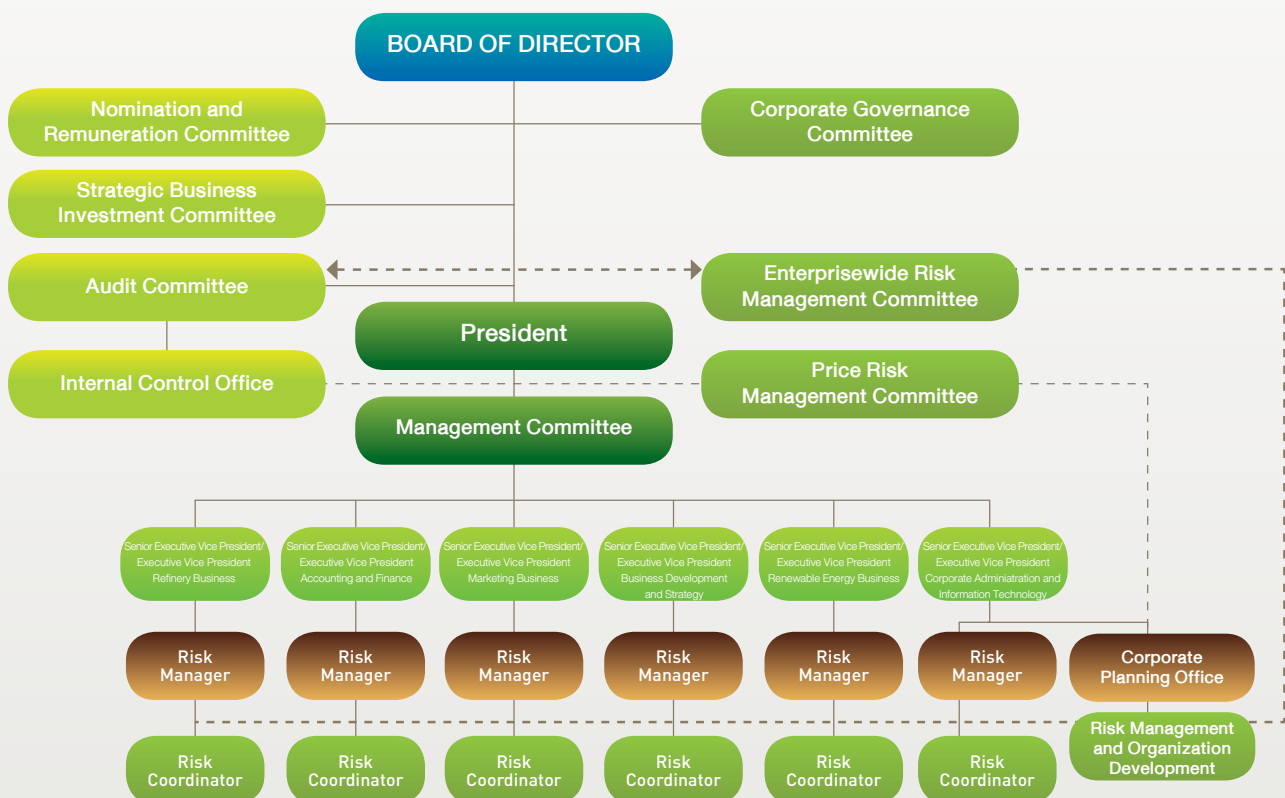 BOARD OF DIRECTOR
Nomination and
Remuneration Committee
Corporate Governance
Committee
Strategic Business
Investment Committee
Audit Committee
Enterprisewide Risk
Management Committee
President
Internal Control Office
Price Risk
Management Committee
Management Committee
Senior Executive Vice President/
Executive Vice President
Refinery Business
Senior Executive Vice President/
Executive Vice President
Accounting and Finance
Senior Executive Vice President/
Executive Vice President
Marketing Business
Senior Executive Vice President/
Executive Vice President
Business Development
and Strategy
Senior Executive Vice President/
Executive Vice President
Renewable Energy Business
Senior Executive Vice President/
Executive Vice President
Corporate Adminiatration and
Information Technology
Risk
Manager
Risk
Manager
Risk
Manager
Risk
Manager
Risk
Manager
Risk
Manager
Corporate
Planning Office
Risk
Coordinator
Risk
Coordinator
Risk
Coordinator
Risk
Coordinator
Risk
Coordinator
Risk
Coordinator
Risk Management
and Organization
Development